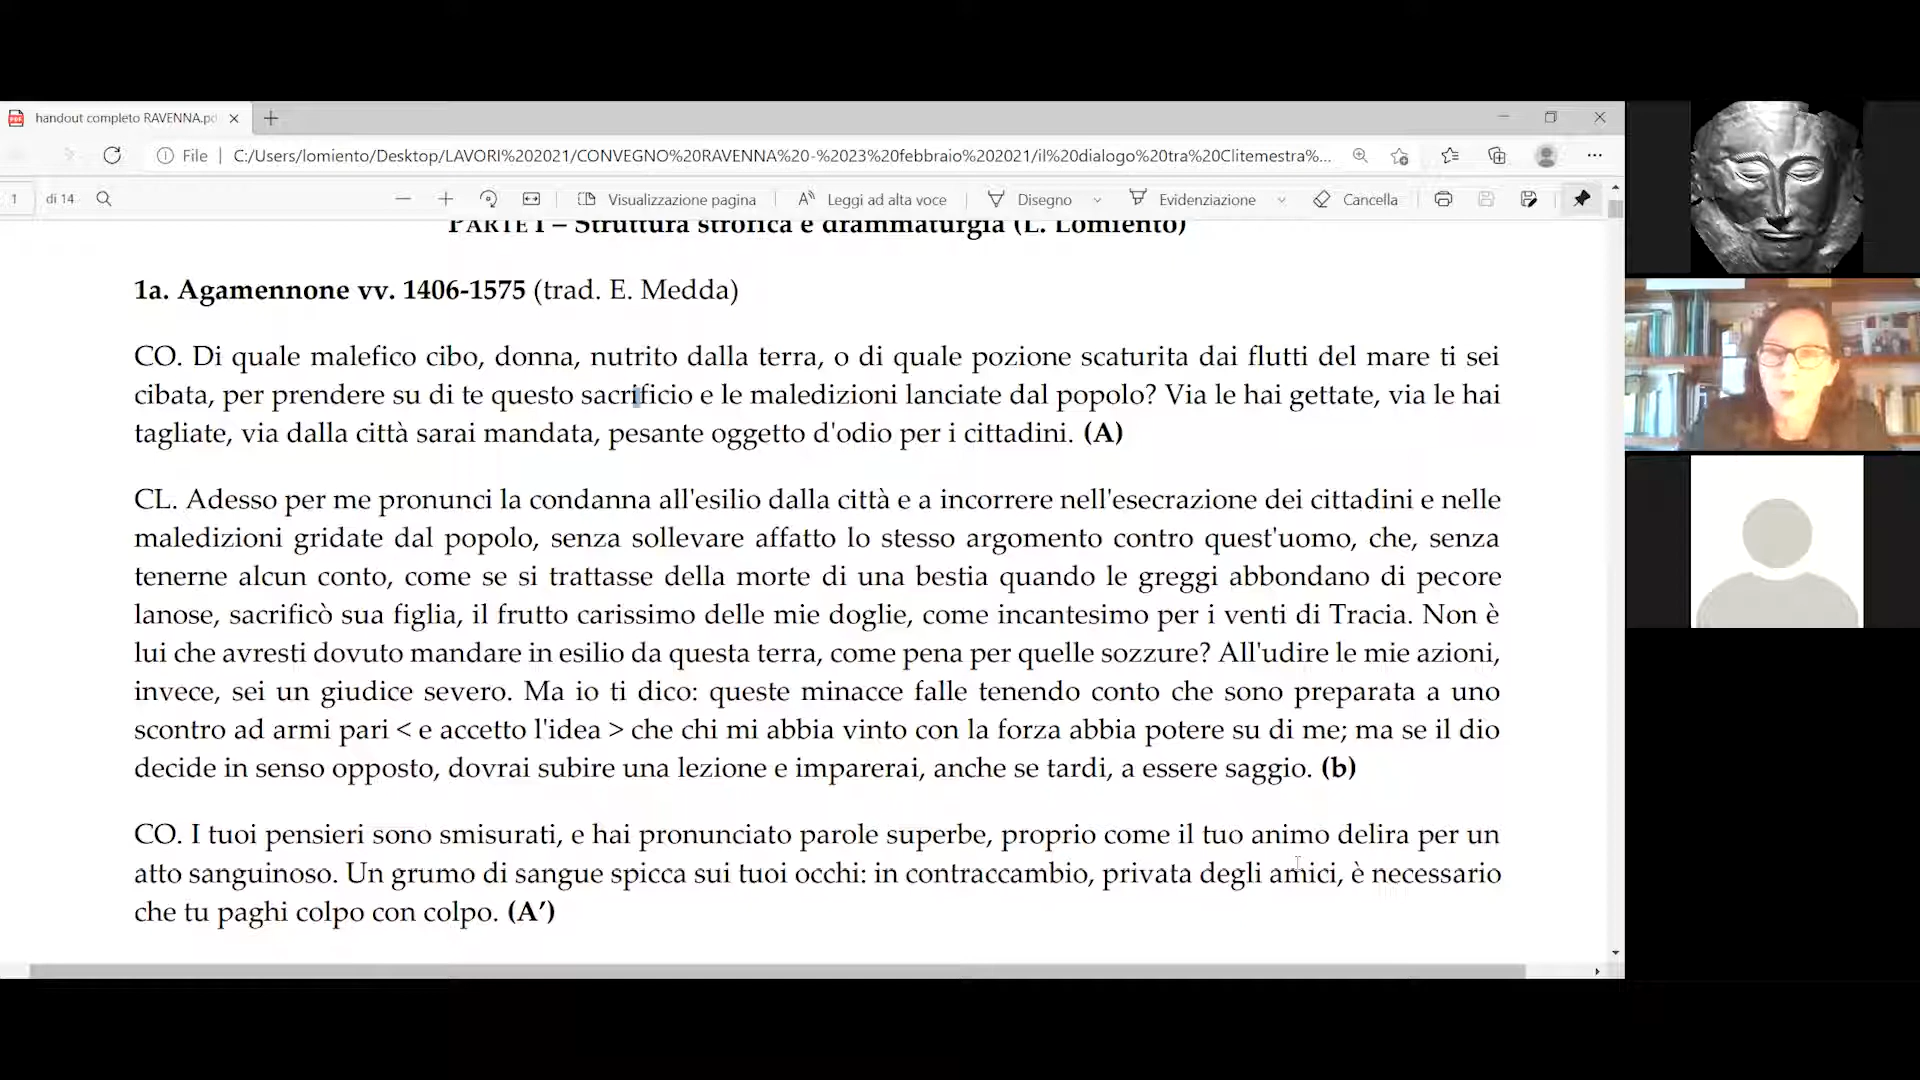 handout completo RAVENNA.pd
File
C:/Users/lomiento/Desktop/LAVORI%202021/CONVEGNO%20RAVENNA%20-%2023%20febbraio%202021/il%20dialogo%20tra%20Clitemestra%...
1 di 14
Visualizzazione pagina
Leggi ad alta voce
Disegno
Evidenziazione
Cancella
PARTE I – Struttura strofica e drammaturgia (L. Lomiento)
1a. Agamennone vv. 1406-1575 (trad. E. Medda)
CO. Di quale malefico cibo, donna, nutrito dalla terra, o di quale pozione scaturita dai flutti del mare ti sei
cibata, per prendere su di te questo sacrificio e le maledizioni lanciate dal popolo? Via le hai gettate, via le hai
tagliate, via dalla città sarai mandata, pesante oggetto d'odio per i cittadini. (A)
CL. Adesso per me pronunci la condanna all'esilio dalla città e a incorrere nell'esecrazione dei cittadini e nelle
maledizioni gridate dal popolo, senza sollevare affatto lo stesso argomento contro quest'uomo, che, senza
tenerne alcun conto, come se si trattasse della morte di una bestia quando le greggi abbondano di pecore
lanose, sacrificò sua figlia, il frutto carissimo delle mie doglie, come incantesimo per i venti di Tracia. Non è
lui che avresti dovuto mandare in esilio da questa terra, come pena per quelle sozzure? All'udire le mie azioni,
invece, sei un giudice severo. Ma io ti dico: queste minacce falle tenendo conto che sono preparata a uno
scontro ad armi pari < e accetto l'idea > che chi mi abbia vinto con la forza abbia potere su di me; ma se il dio
decide in senso opposto, dovrai subire una lezione e imparerai, anche se tardi, a essere saggio. (b)
CO. I tuoi pensieri sono smisurati, e hai pronunciato parole superbe, proprio come il tuo animo delira per un
atto sanguinoso. Un grumo di sangue spicca sui tuoi occhi: in contraccambio, privata degli amici, è necessario
che tu paghi colpo con colpo. (A′)